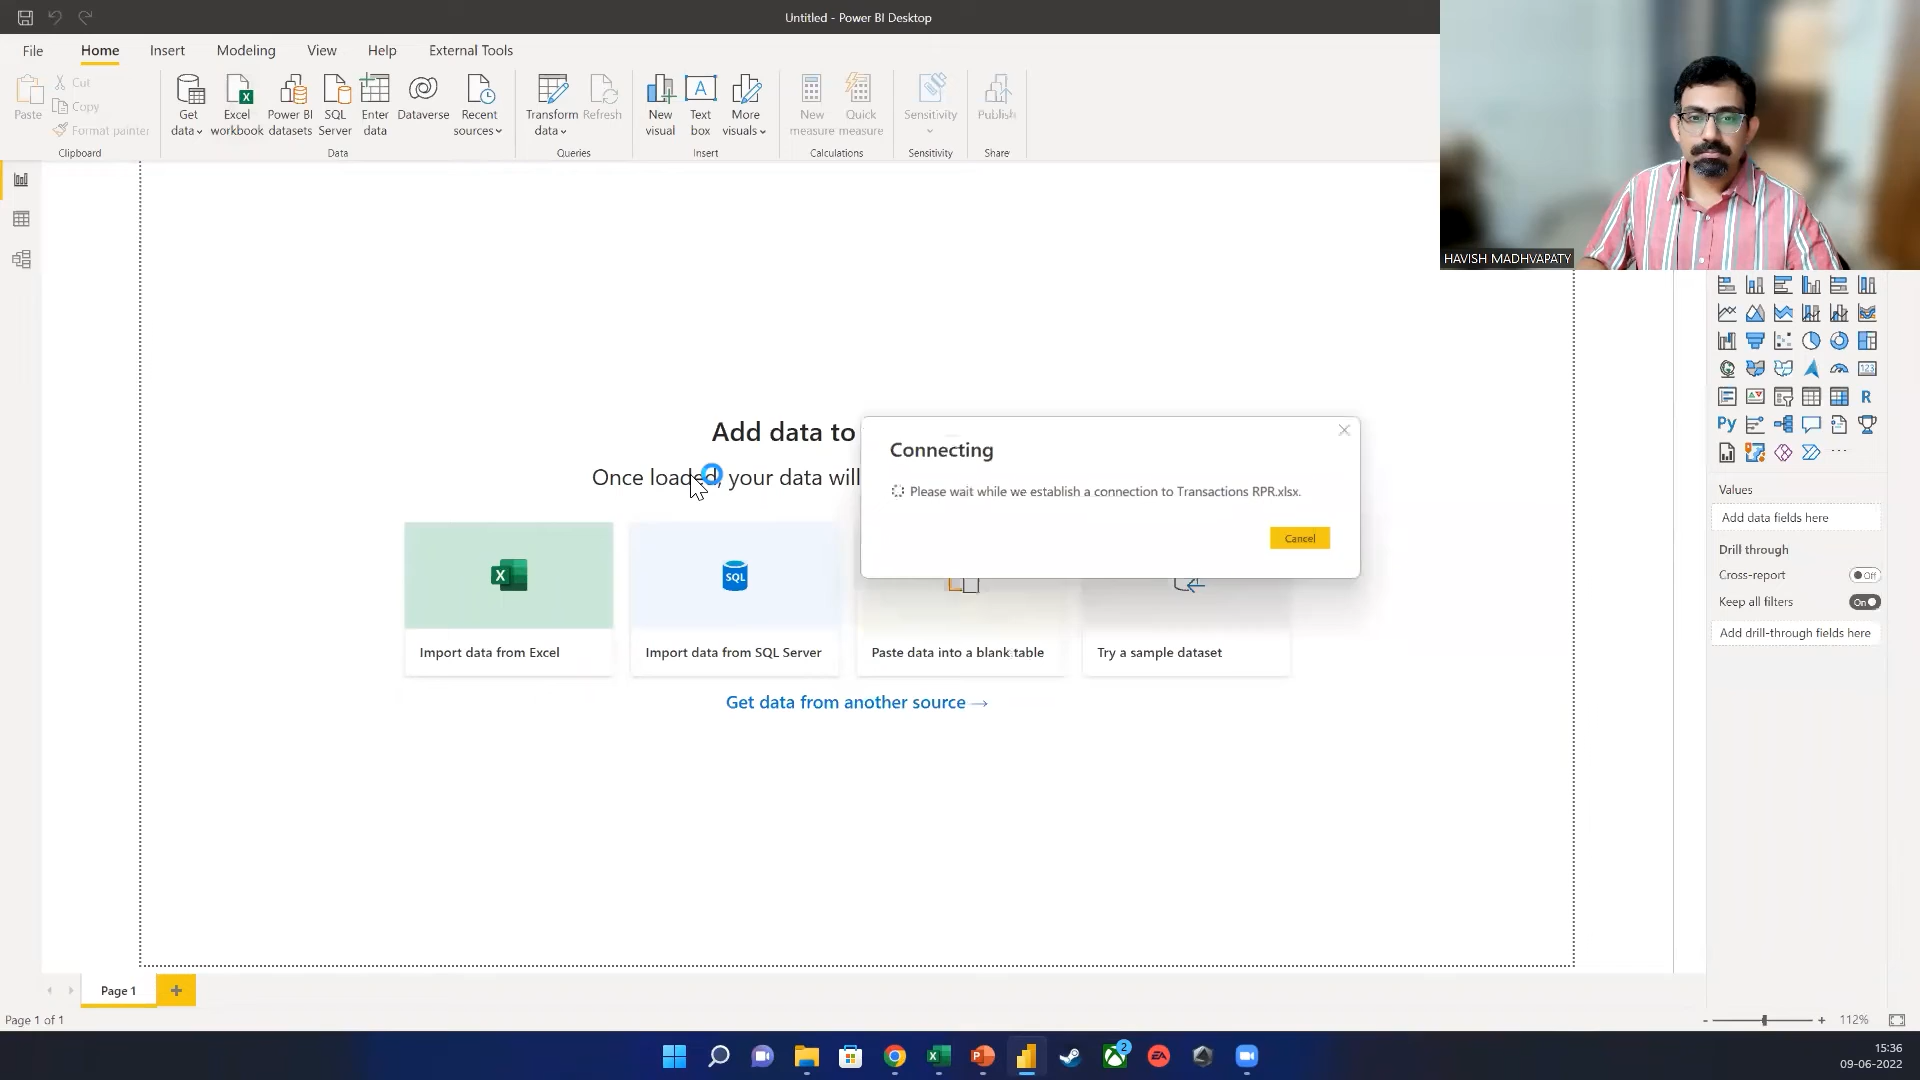 Untitled - Power BI Desktop
File Home Insert Modeling View Help External Tools
Paste
Cut
Copy
Format painter
Clipboard
Get data
Excel workbook
Power BI datasets
SQL Server
Enter data
Dataverse
Recent sources
Data
Transform data
Refresh
Queries
New visual
Text box
More visuals
Insert
New measure
Quick measure
Calculations
Sensitivity
Sensitivity
Publish
Share
HAVISH MADHVAPATY
Add data to
Once loaded, your data will
Connecting
Please wait while we establish a connection to Transactions RPR.xlsx.
Cancel
X
SQL
Import data from Excel
Import data from SQL Server
Paste data into a blank table
Try a sample dataset
Get data from another source →
A
123
R
Py
Values
Add data fields here
Drill through
Cross-report
Off
Keep all filters
On
Add drill-through fields here
Page 1
+
Page 1 of 1
- + 112%
2
EA
15:36
09-06-2022